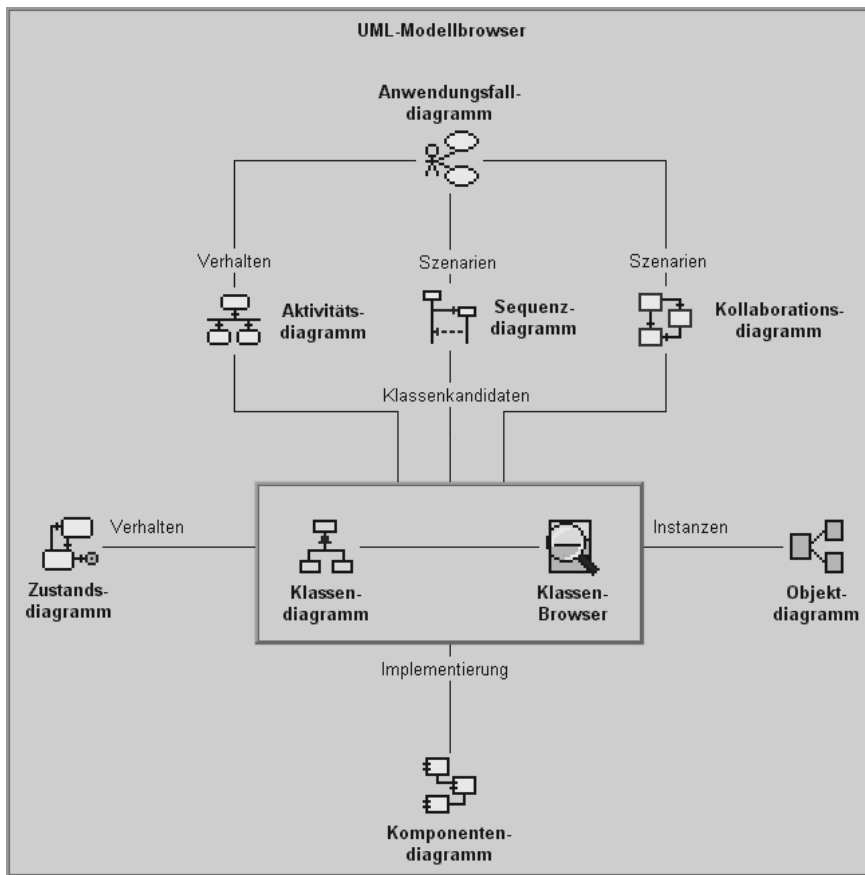 UML-Modellbrowser
Anwendungsfall-
diagramm
Verhalten
Szenarien
Szenarien
Aktivitäts-
diagramm
Sequenz-
diagramm
Kollaborations-
diagramm
Klassenkandidaten
Verhalten
Instanzen
Zustands-
diagramm
Klassen-
diagramm
Klassen-
Browser
Objekt-
diagramm
Implementierung
Komponenten-
diagramm